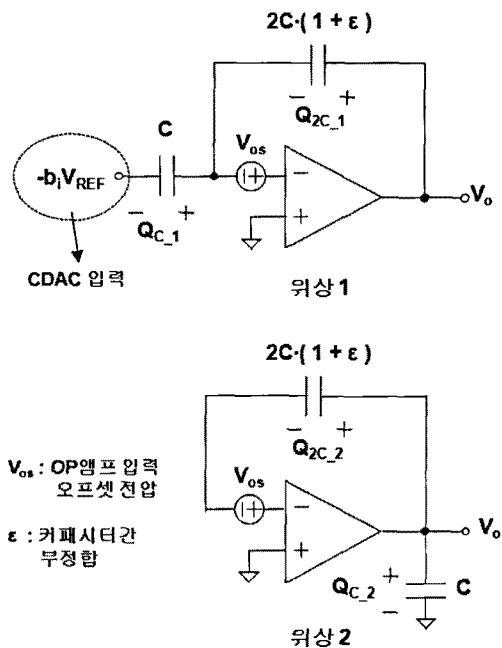 2C·(1 + ε)
− +
Q2C_1
C
Vos
-biVREF
− +
QC_1
− +
Vo
CDAC 입력
위상 1
2C·(1 + ε)
− +
Q2C_2
Vos : OP앰프 입력
오프셋 전압
Vos
− +
Vo
ε : 커패시터간
부정합
QC_2
+ −
C
위상 2